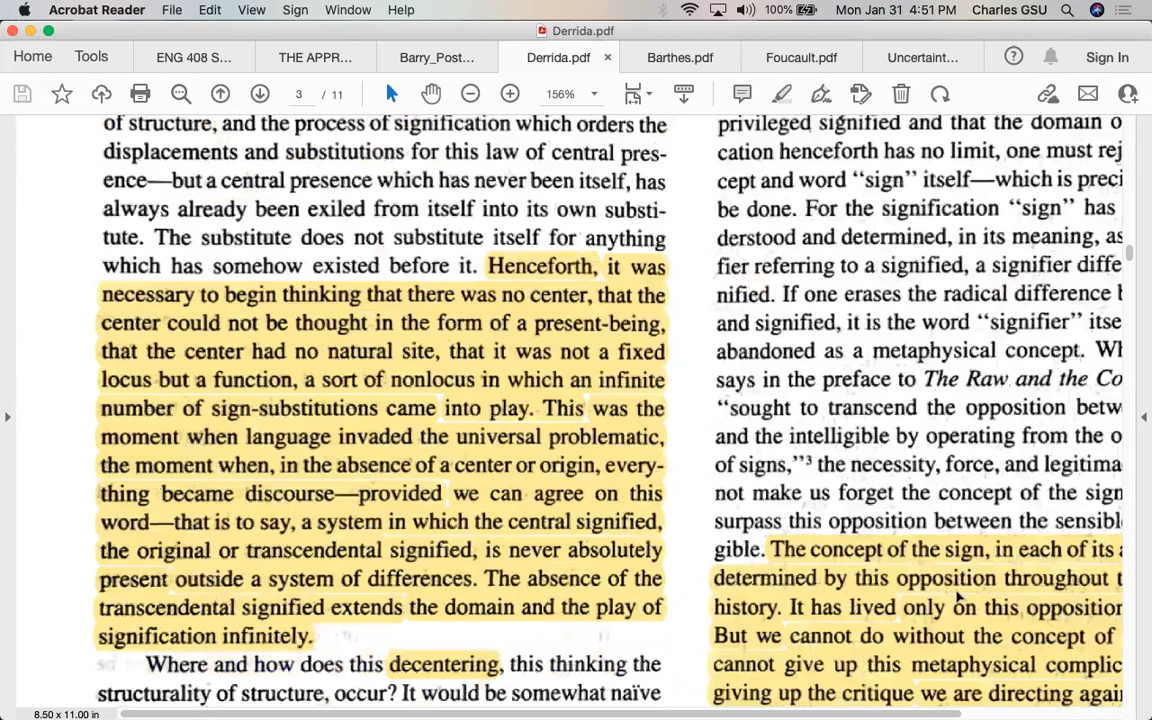 Acrobat Reader File Edit View Sign Window Help 100% Mon Jan 31 4:51 PM Charles GSU
Derrida.pdf
Home Tools ENG 408 S... THE APPR... Barry_Post... Derrida.pdf × Barthes.pdf Foucault.pdf Uncertaint... Sign In
3 / 11 156%
of structure, and the process of signification which orders the
displacements and substitutions for this law of central pres-
ence—but a central presence which has never been itself, has
always already been exiled from itself into its own substi-
tute. The substitute does not substitute itself for anything
which has somehow existed before it. Henceforth, it was
necessary to begin thinking that there was no center, that the
center could not be thought in the form of a present-being,
that the center had no natural site, that it was not a fixed
locus but a function, a sort of nonlocus in which an infinite
number of sign-substitutions came into play. This was the
moment when language invaded the universal problematic,
the moment when, in the absence of a center or origin, every-
thing became discourse—provided we can agree on this
word—that is to say, a system in which the central signified,
the original or transcendental signified, is never absolutely
present outside a system of differences. The absence of the
transcendental signified extends the domain and the play of
signification infinitely.
Where and how does this decentering, this thinking the
structurality of structure, occur? It would be somewhat naïve
privileged signified and that the domain o
cation henceforth has no limit, one must rej
cept and word “sign” itself—which is preci
be done. For the signification “sign” has
derstood and determined, in its meaning, as
fier referring to a signified, a signifier diffe
nified. If one erases the radical difference b
and signified, it is the word “signifier” itse
abandoned as a metaphysical concept. Wh
says in the preface to The Raw and the Co
“sought to transcend the opposition betw
and the intelligible by operating from the o
of signs,”3 the necessity, force, and legitima
not make us forget the concept of the sign
surpass this opposition between the sensibl
gible. The concept of the sign, in each of its a
determined by this opposition throughout t
history. It has lived only on this opposition
But we cannot do without the concept of
cannot give up this metaphysical complic
giving up the critique we are directing agai
8.50 x 11.00 in